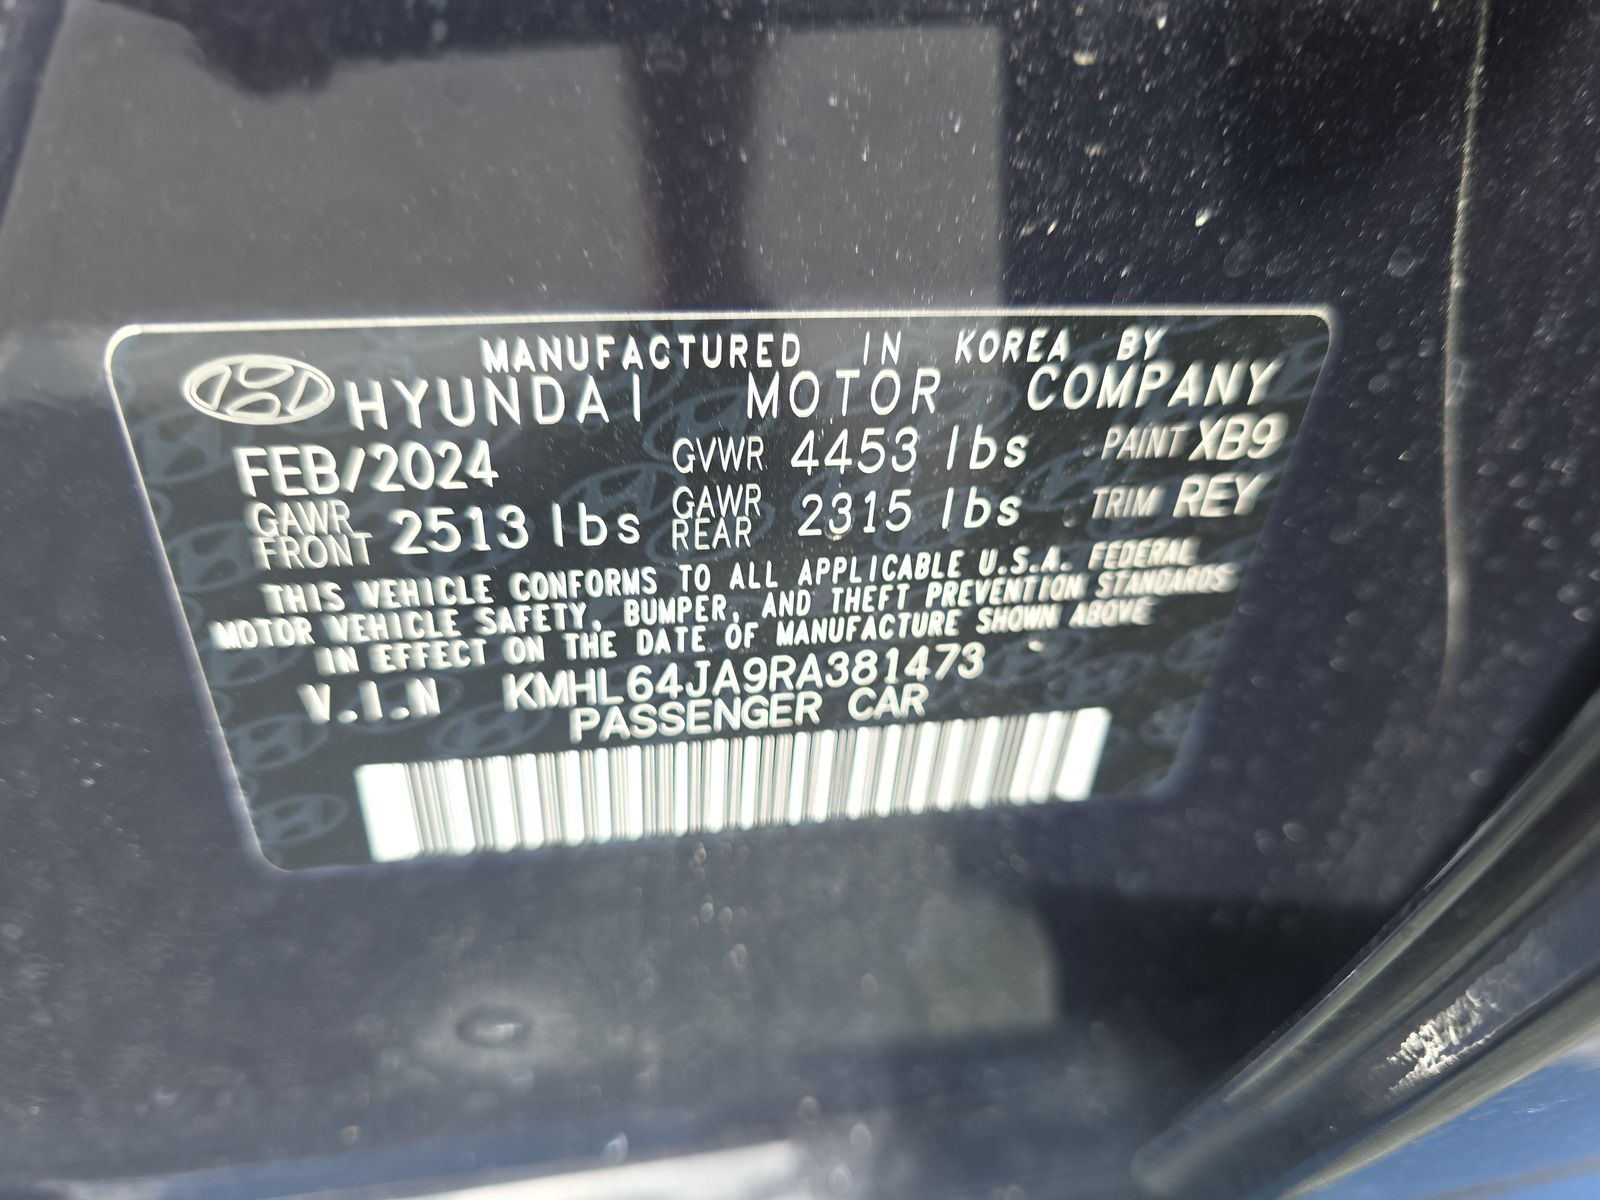 MANUFACTURED IN KOREA BY
HYUNDAI MOTOR COMPANY
FEB/2024 GVWR 4453 lbs PAINT XB9
GAWR FRONT 2513 lbs GAWR REAR 2315 lbs TRIM REY
THIS VEHICLE CONFORMS TO ALL APPLICABLE U.S.A. FEDERAL
MOTOR VEHICLE SAFETY, BUMPER, AND THEFT PREVENTION STANDARDS
IN EFFECT ON THE DATE OF MANUFACTURE SHOWN ABOVE
V.I.N KMHL64JA9RA381473
PASSENGER CAR